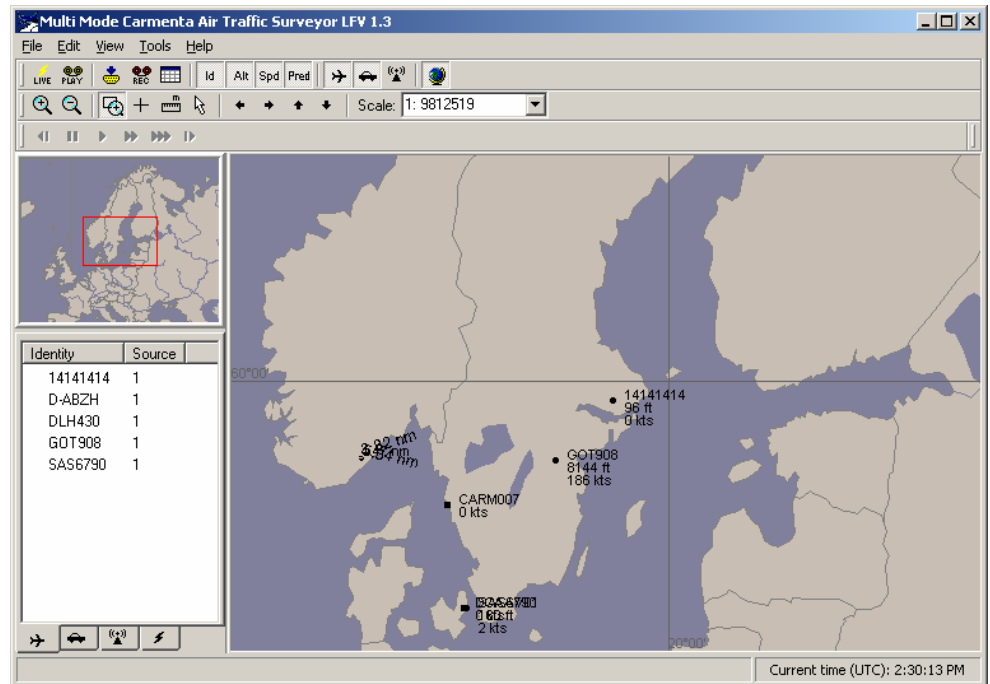 Multi Mode Carmenta Air Traffic Surveyor LFV 1.3
File Edit View Tools Help
LIVE PLAY REC Id Alt Spd Pred
m Scale: 1: 9812519
Identity Source
14141414 1
D-ABZH 1
DLH430 1
GOT908 1
SAS6790 1
60°00'
14141414
96 ft
0 kts
nm
nm
nm
GOT908
8144 ft
186 kts
CARM007
0 kts
2 kts
20°00'
Current time (UTC): 2:30:13 PM